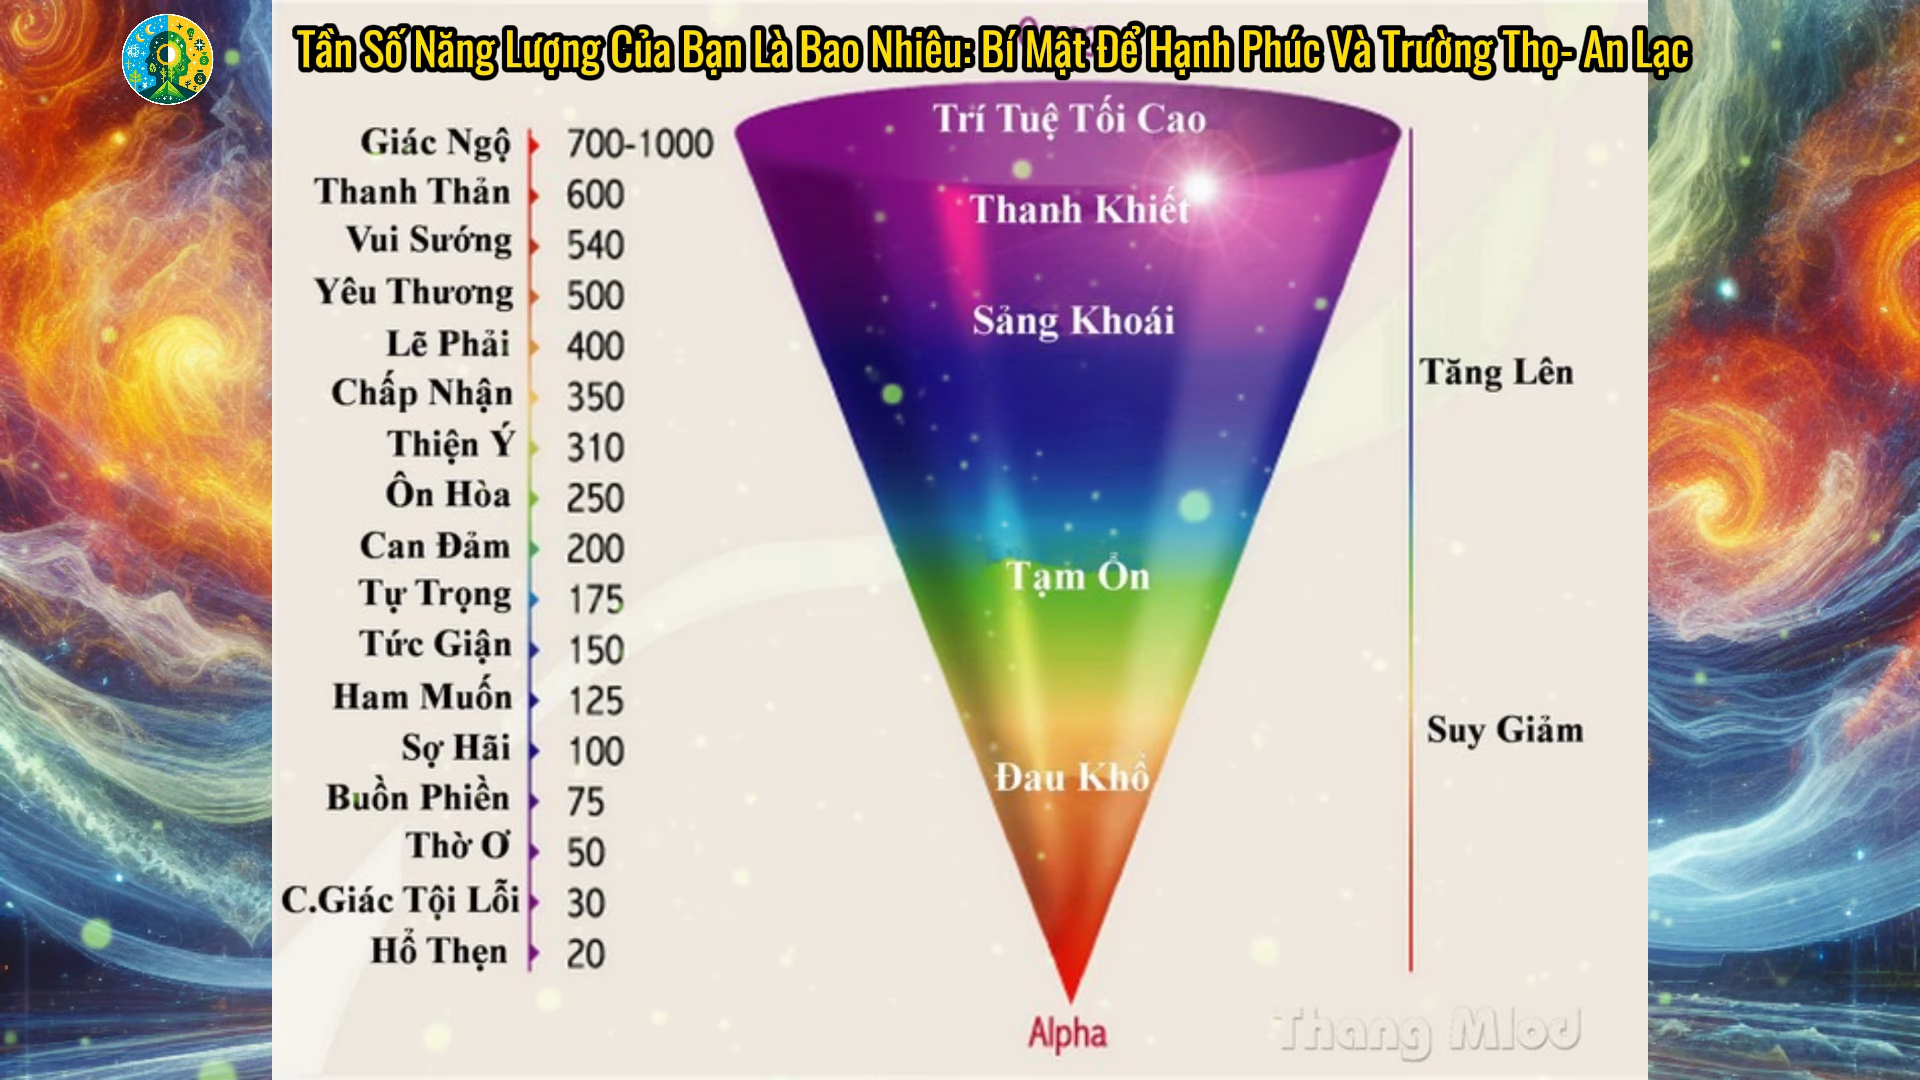 Tần Số Năng Lượng Của Bạn Là Bao Nhiêu: Bí Mật Để Hạnh Phúc Và Trường Thọ- An Lạc
Giác Ngộ 700-1000
Thanh Thản 600
Vui Sướng 540
Yêu Thương 500
Lẽ Phải 400
Chấp Nhận 350
Thiện Ý 310
Ôn Hòa 250
Can Đảm 200
Tự Trọng 175
Tức Giận 150
Ham Muốn 125
Sợ Hãi 100
Buồn Phiền 75
Thờ Ơ 50
C.Giác Tội Lỗi 30
Hổ Thẹn 20
Trí Tuệ Tối Cao
Thanh Khiết
Sảng Khoái
Tạm Ổn
Đau Khổ
Alpha
Tăng Lên
Suy Giảm
Thang Mlod